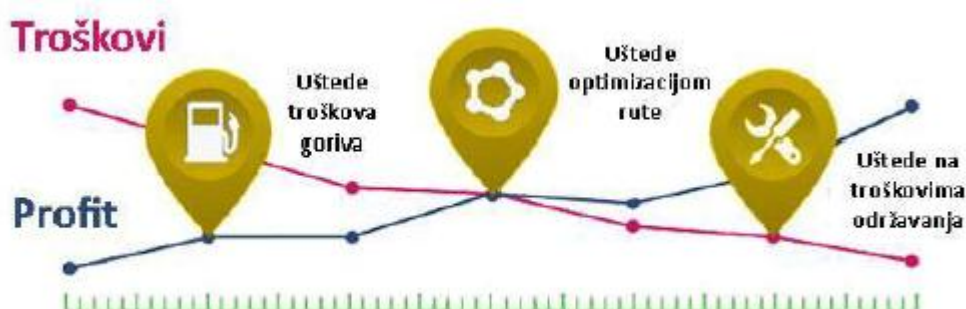 Troškovi
Uštede
troškova
goriva
Uštede
optimizacijom
rute
Uštede na
troškovima
održavanja
Profit